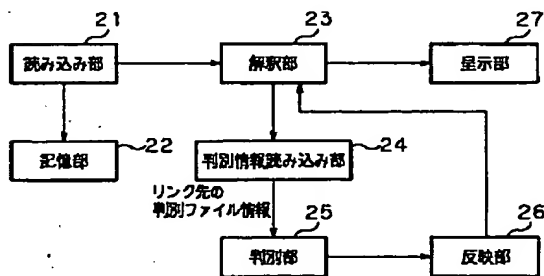 21
23
27
読み込み部
解釈部
呈示部
22
24
記憶部
判別情報読み込み部
リンク先の
判別ファイル情報
25
26
判別部
反映部